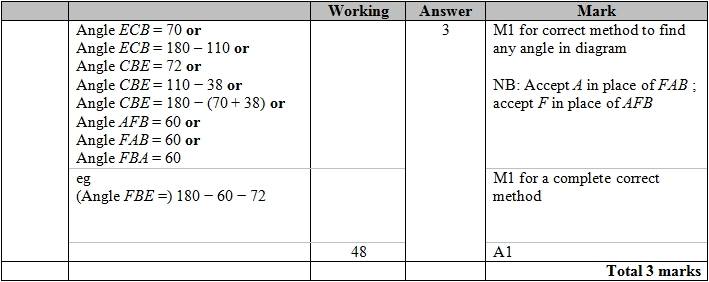 Working Answer Mark
Angle ECB = 70 or 3 M1 for correct method to find
Angle ECB = 180 − 110 or any angle in diagram
Angle CBE = 72 or
Angle CBE = 110 − 38 or NB: Accept A in place of FAB ;
Angle CBE = 180 − (70 + 38) or accept F in place of AFB
Angle AFB = 60 or
Angle FAB = 60 or
Angle FBA = 60
eg M1 for a complete correct
(Angle FBE =) 180 − 60 − 72 method
48 A1
Total 3 marks